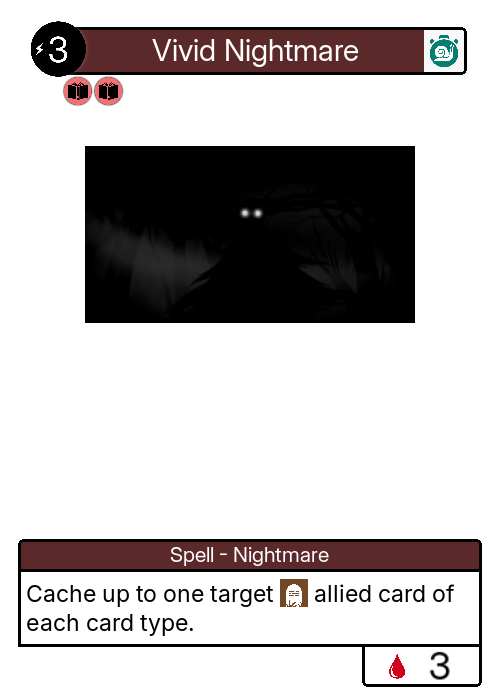 3
Vivid Nightmare
Spell - Nightmare
Cache up to one target allied card of
each card type.
3